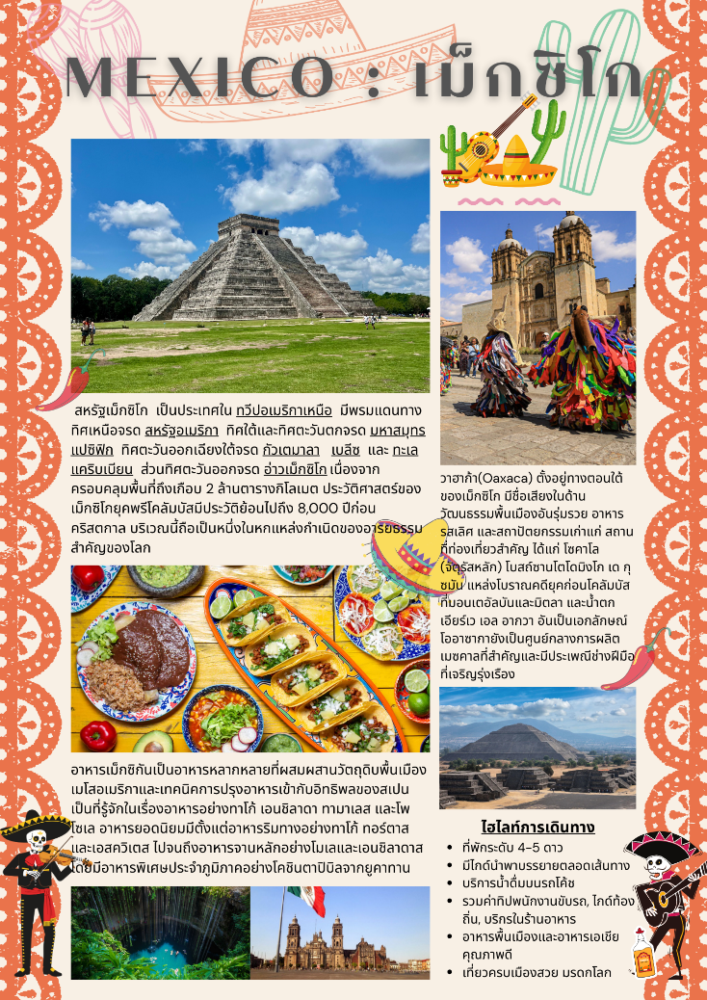 MEXICO : เม็กซิโก
สหรัฐเม็กซิโก เป็นประเทศใน ทวีปอเมริกาเหนือ มีพรมแดนทาง
ทิศเหนือจรด สหรัฐอเมริกา ทิศใต้และทิศตะวันตกจรด มหาสมุทร
แปซิฟิก ทิศตะวันออกเฉียงใต้จรด กัวเตมาลา เบลีซ และ ทะเล
แคริบเบียน ส่วนทิศตะวันออกจรด อ่าวเม็กซิโก เนื่องจาก
ครอบคลุมพื้นที่ถึงเกือบ 2 ล้านตารางกิโลเมต ประวัติศาสตร์ของ
เม็กซิโกยุคพรีโคลัมบัสมีประวัติย้อนไปถึง 8,000 ปีก่อน
คริสตกาล บริเวณนี้ถือเป็นหนึ่งในหกแหล่งกำเนิดของอารยธรรม
สำคัญของโลก
อาหารเม็กซิกันเป็นอาหารหลากหลายที่ผสมผสานวัตถุดิบพื้นเมือง
เมโสอเมริกาและเทคนิคการปรุงอาหารเข้ากับอิทธิพลของสเปน
เป็นที่รู้จักในเรื่องอาหารอย่างทาโก้ เอนชิลาดา ทามาเลส และโพ
โซเล อาหารยอดนิยมมีตั้งแต่อาหารริมทางอย่างทาโก้ ทอร์ตาส
และเอสควิเตส ไปจนถึงอาหารจานหลักอย่างโมเลและเอนชิลาดาส
โดยมีอาหารพิเศษประจำภูมิภาคอย่างโคชินตาปิบิลจากยูคาทาน
วาฮาก้า(Oaxaca) ตั้งอยู่ทางตอนใต้
ของเม็กซิโก มีชื่อเสียงในด้าน
วัฒนธรรมพื้นเมืองอันรุ่มรวย อาหาร
รสเลิศ และสถาปัตยกรรมเก่าแก่ สถาน
ที่ท่องเที่ยวสำคัญ ได้แก่ โซคาโล
(จัตุรัสหลัก) โบสถ์ซานโตโดมิงโก เด กุ
ซมัน แหล่งโบราณคดียุคก่อนโคลัมบัส
ที่มอนเตอัลบันและมิตลา และน้ำตก
เอียร์เว เอล อากวา อันเป็นเอกลักษณ์
โออาซากายังเป็นศูนย์กลางการผลิต
เมซคาลที่สำคัญและมีประเพณีช่างฝีมือ
ที่เจริญรุ่งเรือง
ไฮไลท์การเดินทาง
• ที่พักระดับ 4-5 ดาว
• มีไกด์นำพาบรรยายตลอดเส้นทาง
• บริการน้ำดื่มบนรถโค้ช
• รวมค่าทิปพนักงานขับรถ, ไกด์ท้อง
ถิ่น, บริกรในร้านอาหาร
• อาหารพื้นเมืองและอาหารเอเชีย
คุณภาพดี
• เที่ยวครบเมืองสวย มรดกโลก